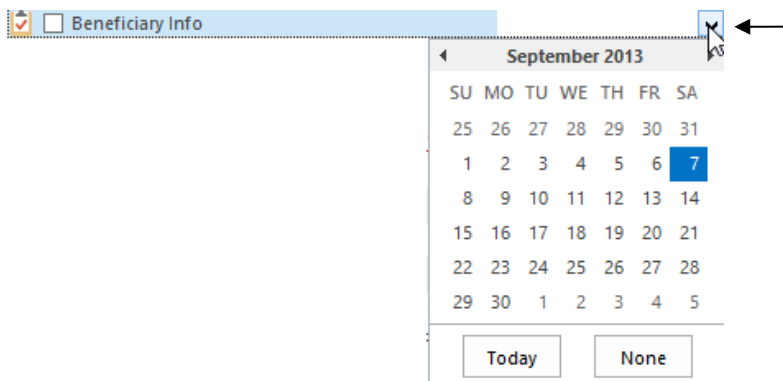 Beneficiary Info
September 2013
SU MO TU WE TH FR SA
25 26 27 28 29 30 31
1 2 3 4 5 6 7
8 9 10 11 12 13 14
15 16 17 18 19 20 21
22 23 24 25 26 27 28
29 30 1 2 3 4 5
Today None